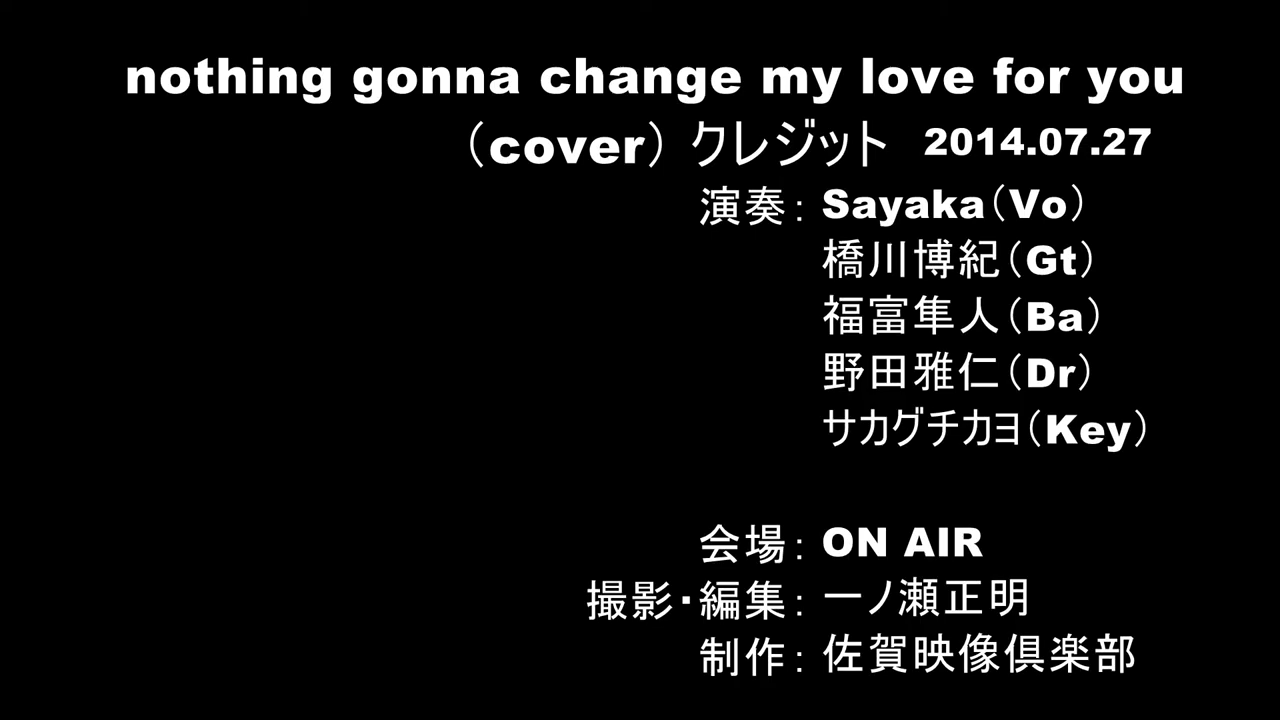 nothing gonna change my love for you
（cover）クレジット 2014.07.27
演奏：Sayaka（Vo）
橋川博紀（Gt）
福富隼人（Ba）
野田雅仁（Dr）
サカグチカヨ（Key）
会場：ON AIR
撮影・編集：一ノ瀬正明
制作：佐賀映像倶楽部